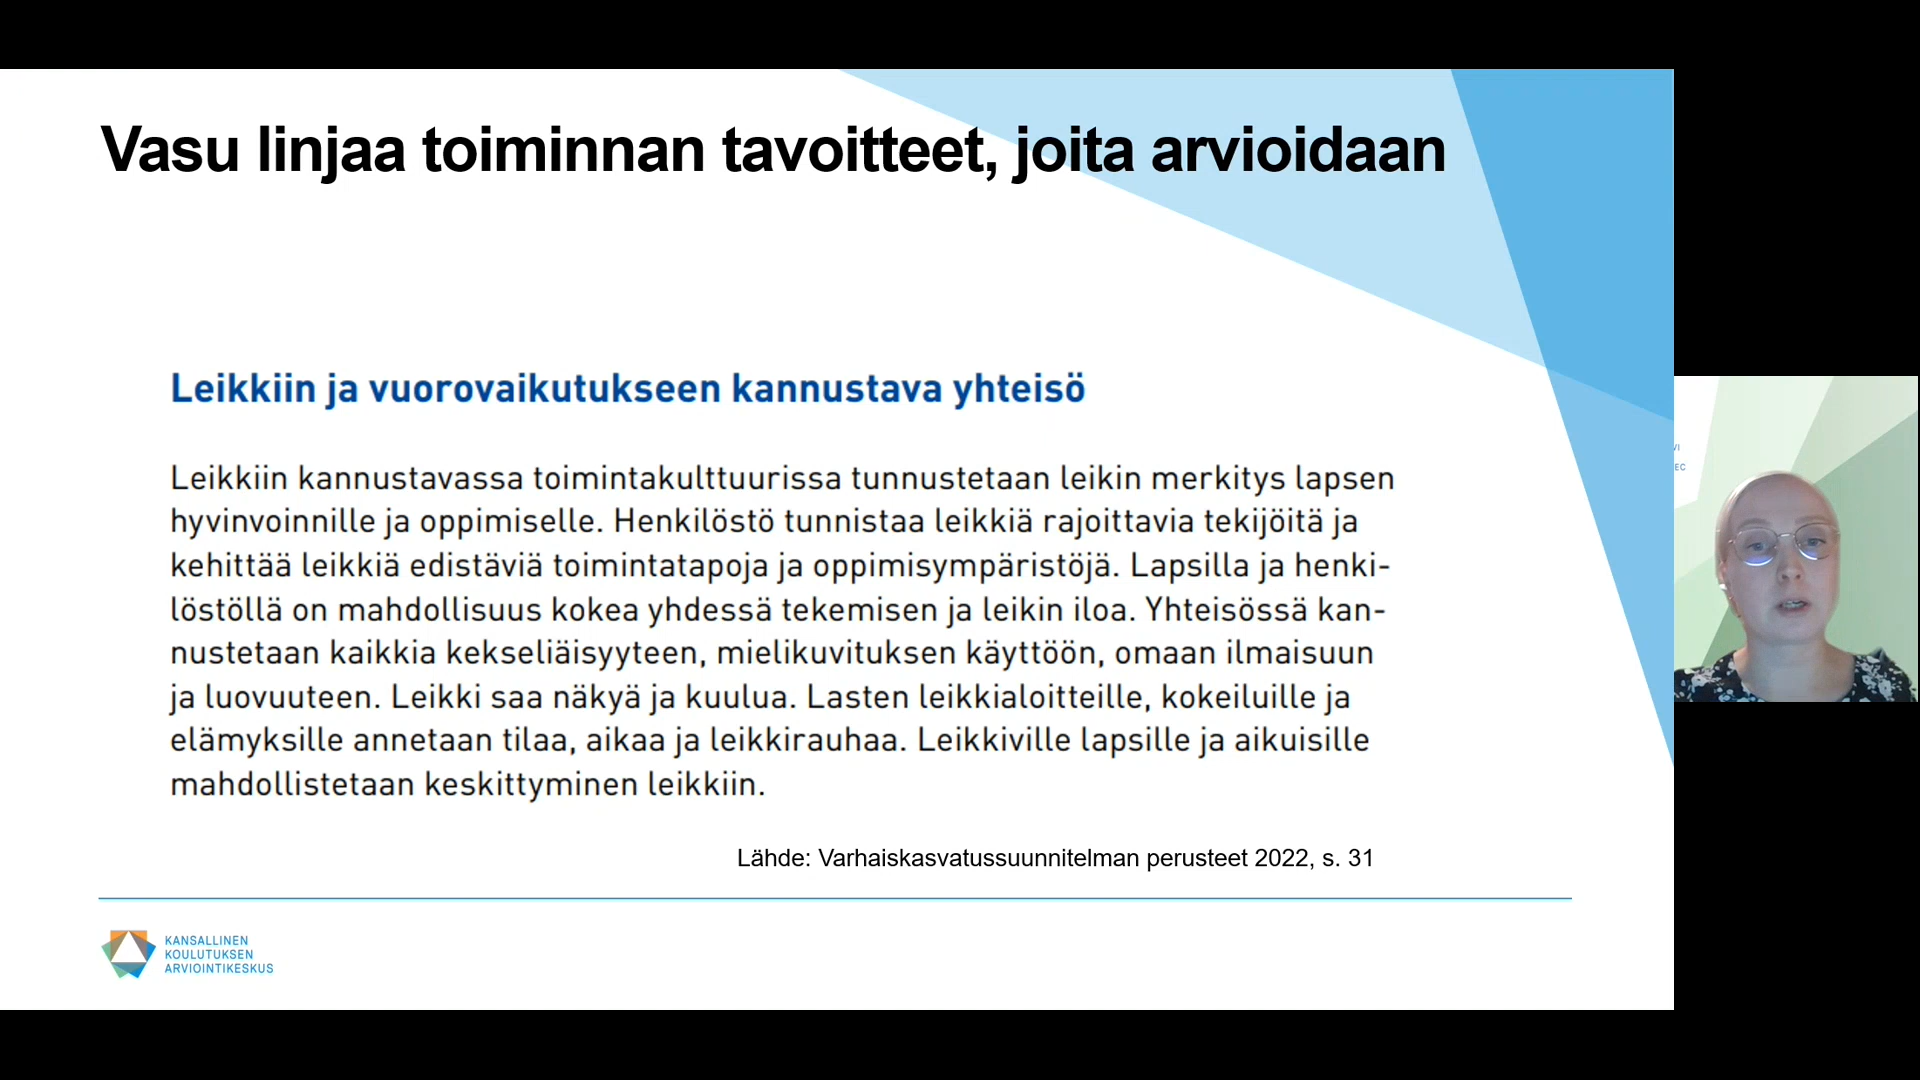 Vasu linjaa toiminnan tavoitteet, joita arvioidaan
Leikkiin ja vuorovaikutukseen kannustava yhteisö
Leikkiin kannustavassa toimintakulttuurissa tunnustetaan leikin merkitys lapsen
hyvinvoinnille ja oppimiselle. Henkilöstö tunnistaa leikkiä rajoittavia tekijöitä ja
kehittää leikkiä edistäviä toimintatapoja ja oppimisympäristöjä. Lapsilla ja henki-
löstöllä on mahdollisuus kokea yhdessä tekemisen ja leikin iloa. Yhteisössä kan-
nustetaan kaikkia kekseliäisyyteen, mielikuvituksen käyttöön, omaan ilmaisuun
ja luovuuteen. Leikki saa näkyä ja kuulua. Lasten leikkialoitteille, kokeiluille ja
elämyksille annetaan tilaa, aikaa ja leikkirauhaa. Leikkiville lapsille ja aikuisille
mahdollistetaan keskittyminen leikkiin.
Lähde: Varhaiskasvatussuunnitelman perusteet 2022, s. 31
KANSALLINEN
KOULUTUKSEN
ARVIOINTIKESKUS